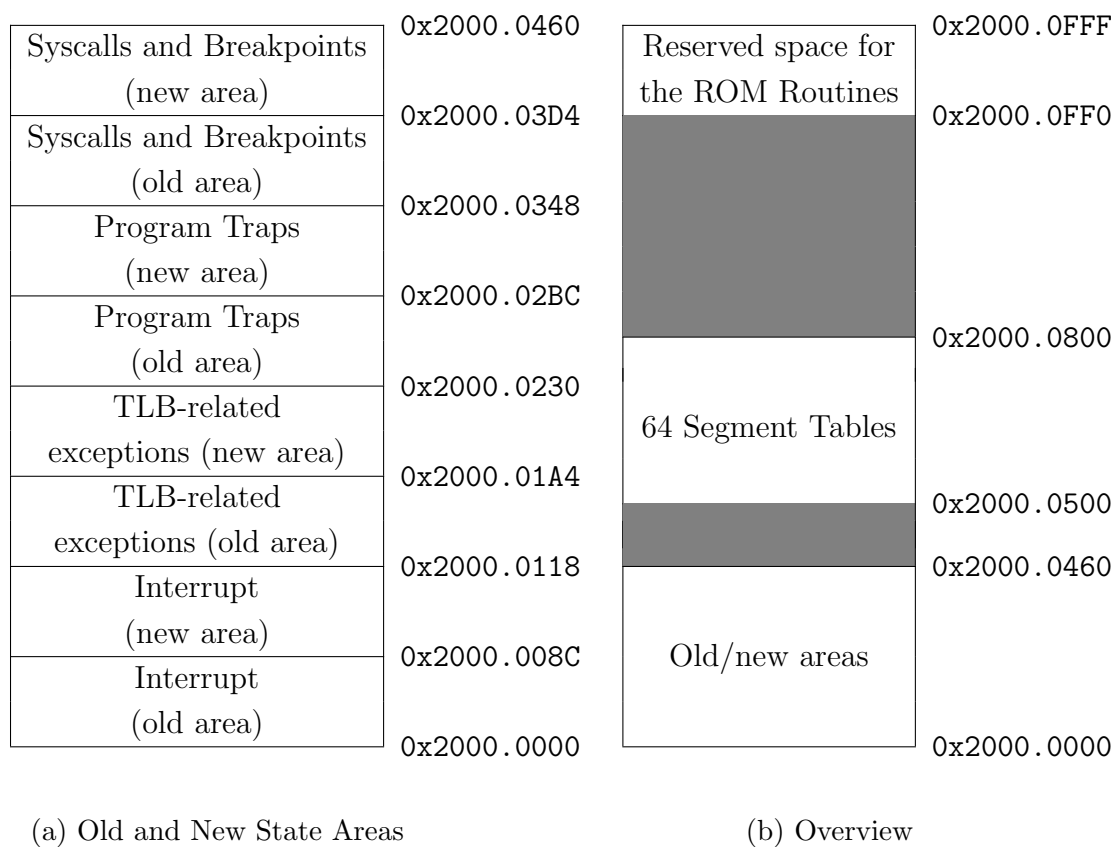 0x2000.0460
Syscalls and Breakpoints
(new area)
0x2000.03D4
Syscalls and Breakpoints
(old area)
0x2000.0348
Program Traps
(new area)
0x2000.02BC
Program Traps
(old area)
0x2000.0230
TLB-related
exceptions (new area)
0x2000.01A4
TLB-related
exceptions (old area)
0x2000.0118
Interrupt
(new area)
0x2000.008C
Interrupt
(old area)
0x2000.0000
(a) Old and New State Areas
0x2000.0FFF
Reserved space for
the ROM Routines
0x2000.0FF0
0x2000.0800
64 Segment Tables
0x2000.0500
0x2000.0460
Old/new areas
0x2000.0000
(b) Overview